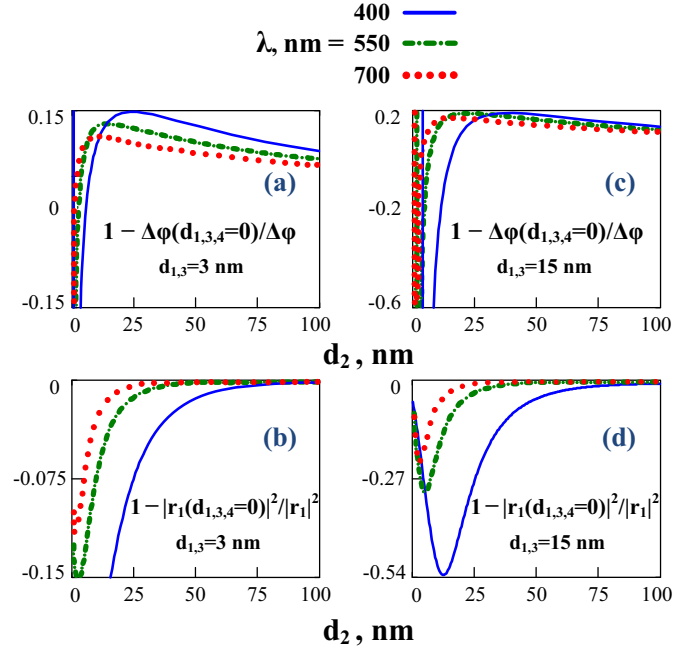 400
λ, nm = 550
700
0.15
0
-0.15
(a)
1 − Δφ(d1,3,4=0)/Δφ
d1,3=3 nm
0 25 50 75 100
0.2
-0.2
-0.6
(c)
1 − Δφ(d1,3,4=0)/Δφ
d1,3=15 nm
0 25 50 75 100
d2 , nm
0
-0.075
-0.15
(b)
1−|r1(d1,3,4=0)|²/|r1|²
d1,3=3 nm
0 25 50 75 100
0
-0.27
-0.54
(d)
1−|r1(d1,3,4=0)|²/|r1|²
d1,3=15 nm
0 25 50 75 100
d2 , nm